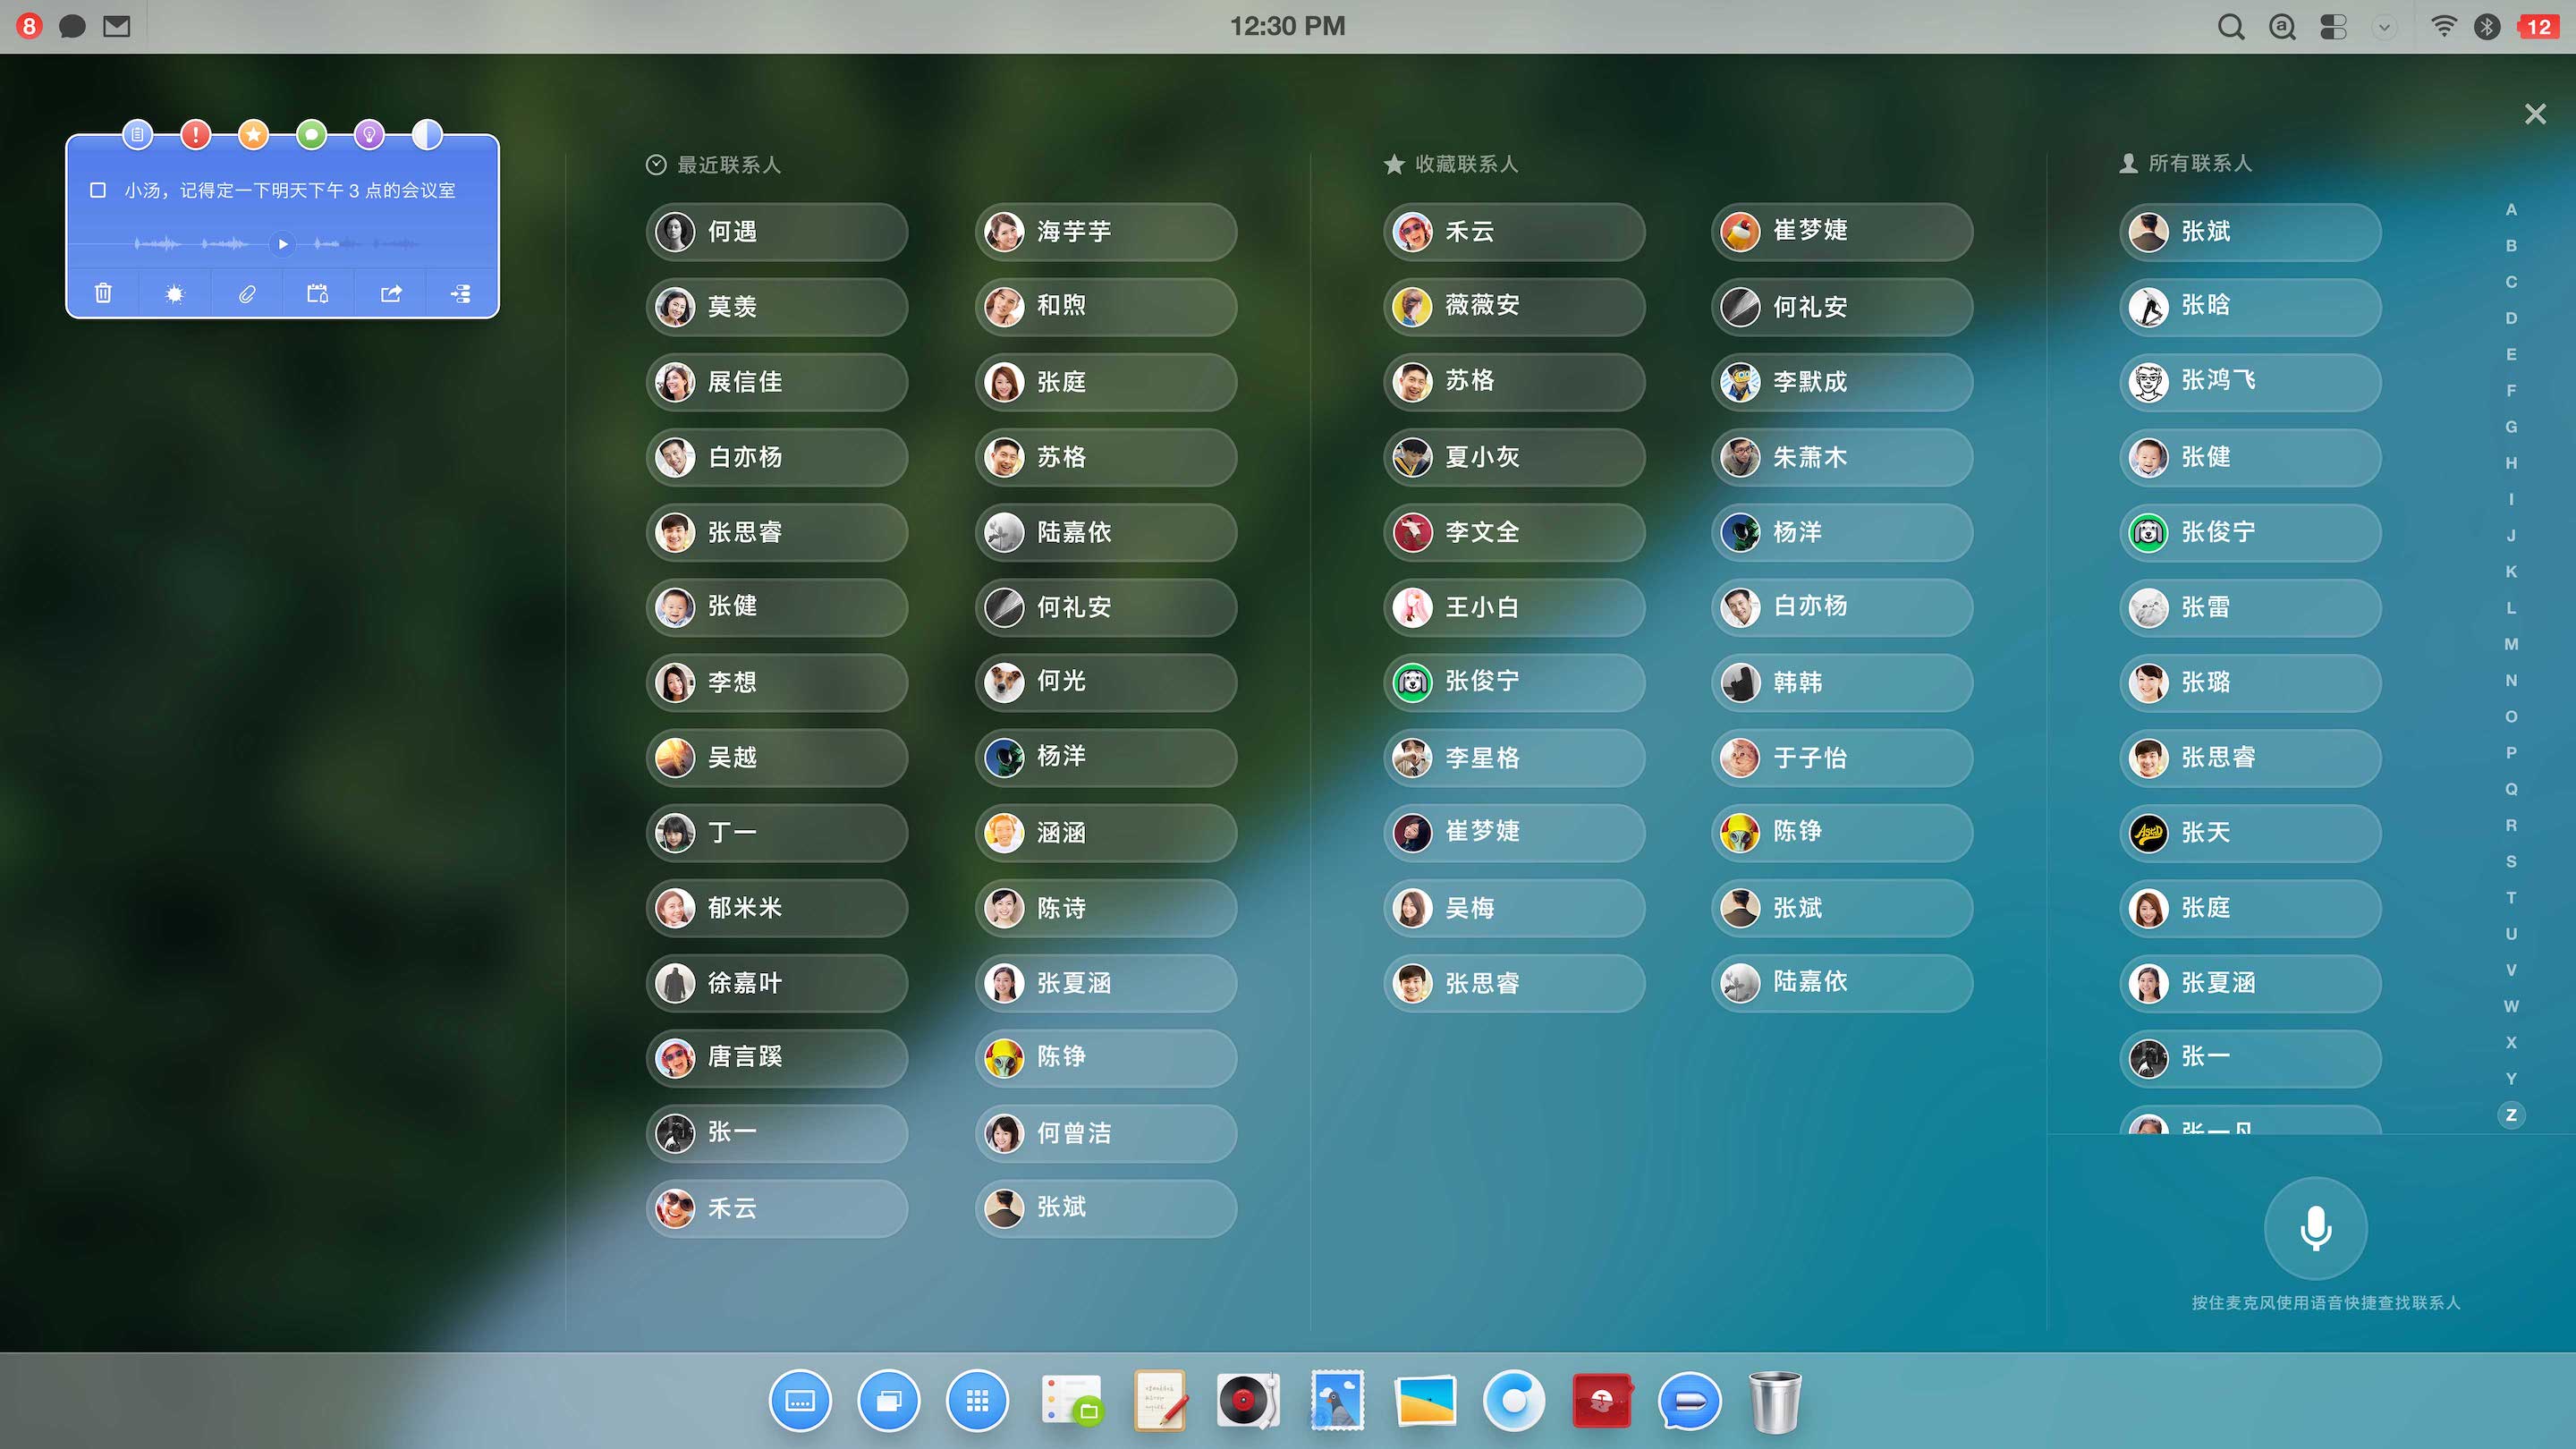 8
12:30 PM
12
小汤，记得定一下明天下午 3 点的会议室
最近联系人
何遇
莫羡
展信佳
白亦杨
张思睿
张健
李想
吴越
丁一
郁米米
徐嘉叶
唐言蹊
张一
禾云
海芋芋
和煦
张庭
苏格
陆嘉依
何礼安
何光
杨洋
涵涵
陈诗
张夏涵
陈铮
何曾洁
张斌
收藏联系人
禾云
薇薇安
苏格
夏小灰
李文全
王小白
张俊宁
李星格
崔梦婕
吴梅
张思睿
崔梦婕
何礼安
李默成
朱萧木
杨洋
白亦杨
韩韩
于子怡
陈铮
张斌
陆嘉依
所有联系人
张斌
张晗
张鸿飞
张健
张俊宁
张雷
张璐
张思睿
张天
张庭
张夏涵
张一
张一凡
A
B
C
D
E
F
G
H
I
J
K
L
M
N
O
P
Q
R
S
T
U
V
W
X
Y
Z
按住麦克风使用语音快捷查找联系人